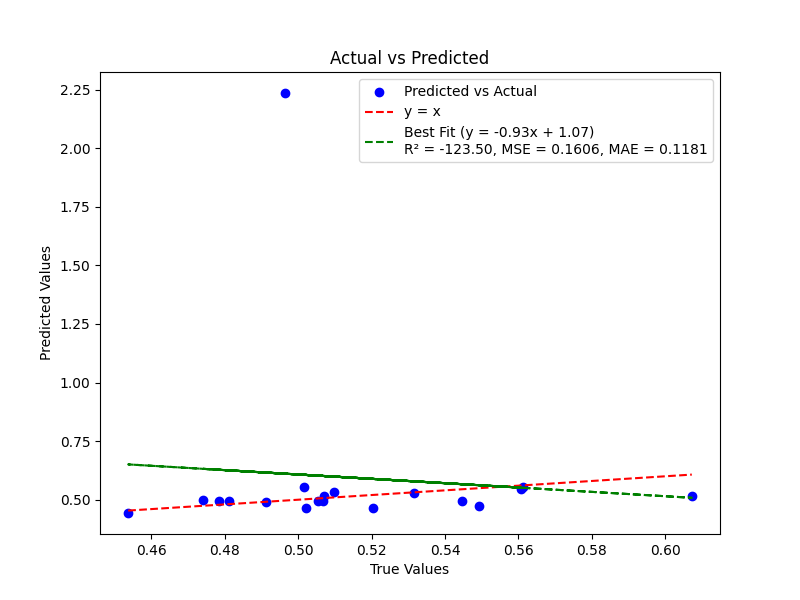 Actual vs Predicted
Predicted vs Actual
y = x
Best Fit (y = -0.93x + 1.07)
R² = -123.50, MSE = 0.1606, MAE = 0.1181
Predicted Values
2.25
2.00
1.75
1.50
1.25
1.00
0.75
0.50
0.46 0.48 0.50 0.52 0.54 0.56 0.58 0.60
True Values